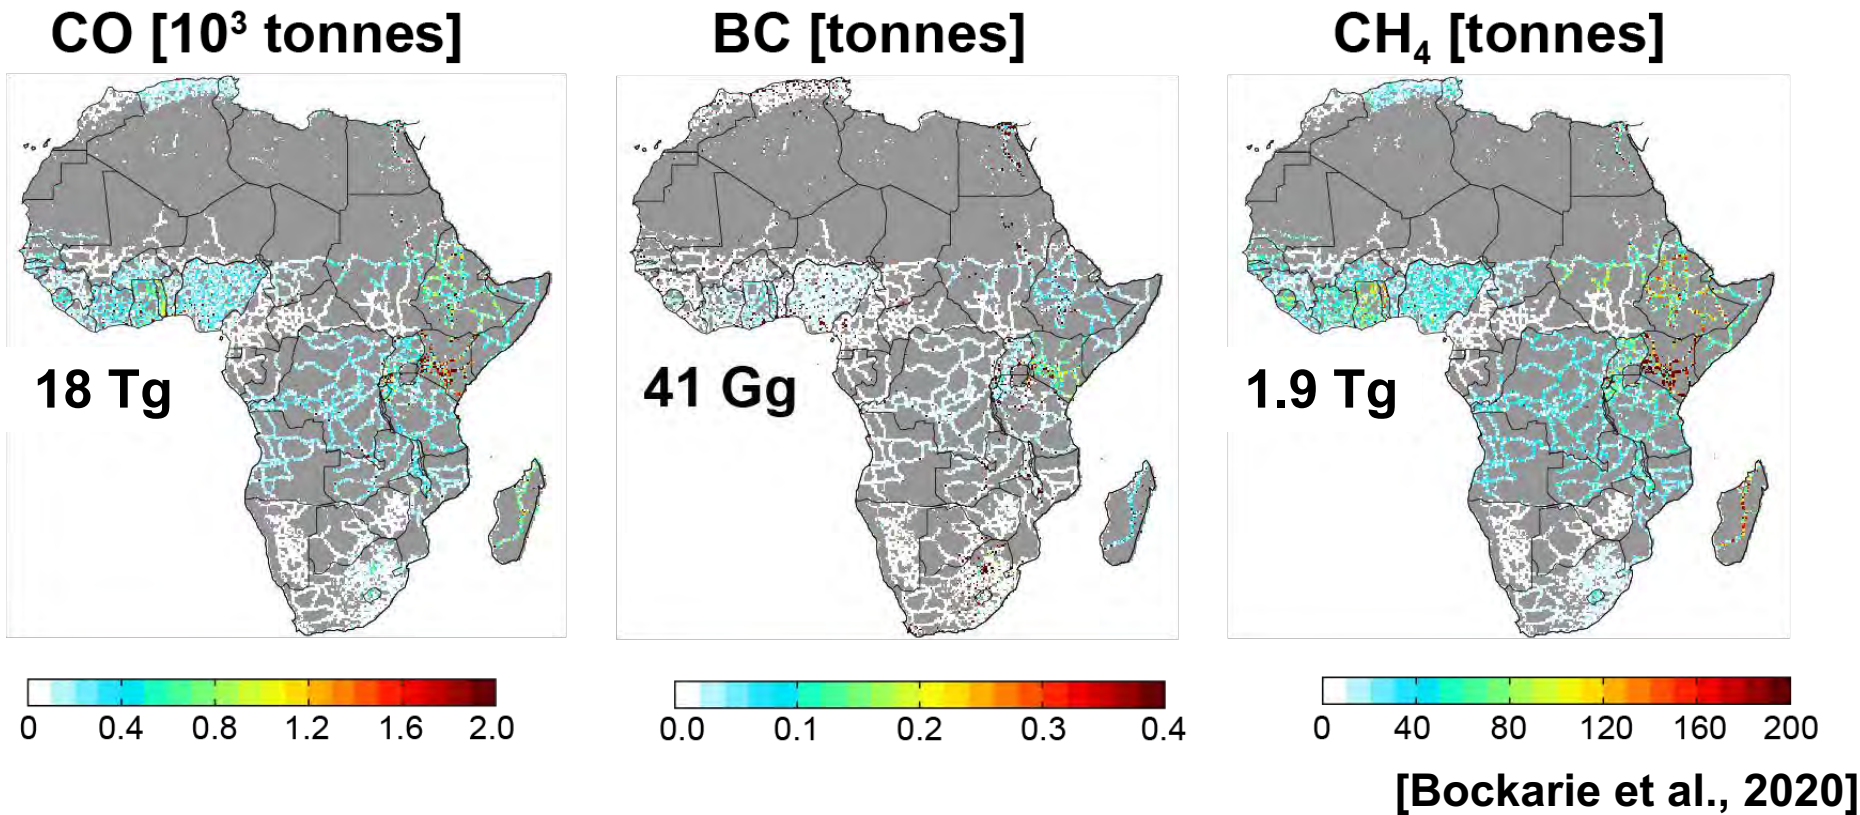 CO [10³ tonnes]
BC [tonnes]
CH₄ [tonnes]
18 Tg
41 Gg
1.9 Tg
0 0.4 0.8 1.2 1.6 2.0
0.0 0.1 0.2 0.3 0.4
0 40 80 120 160 200
[Bockarie et al., 2020]